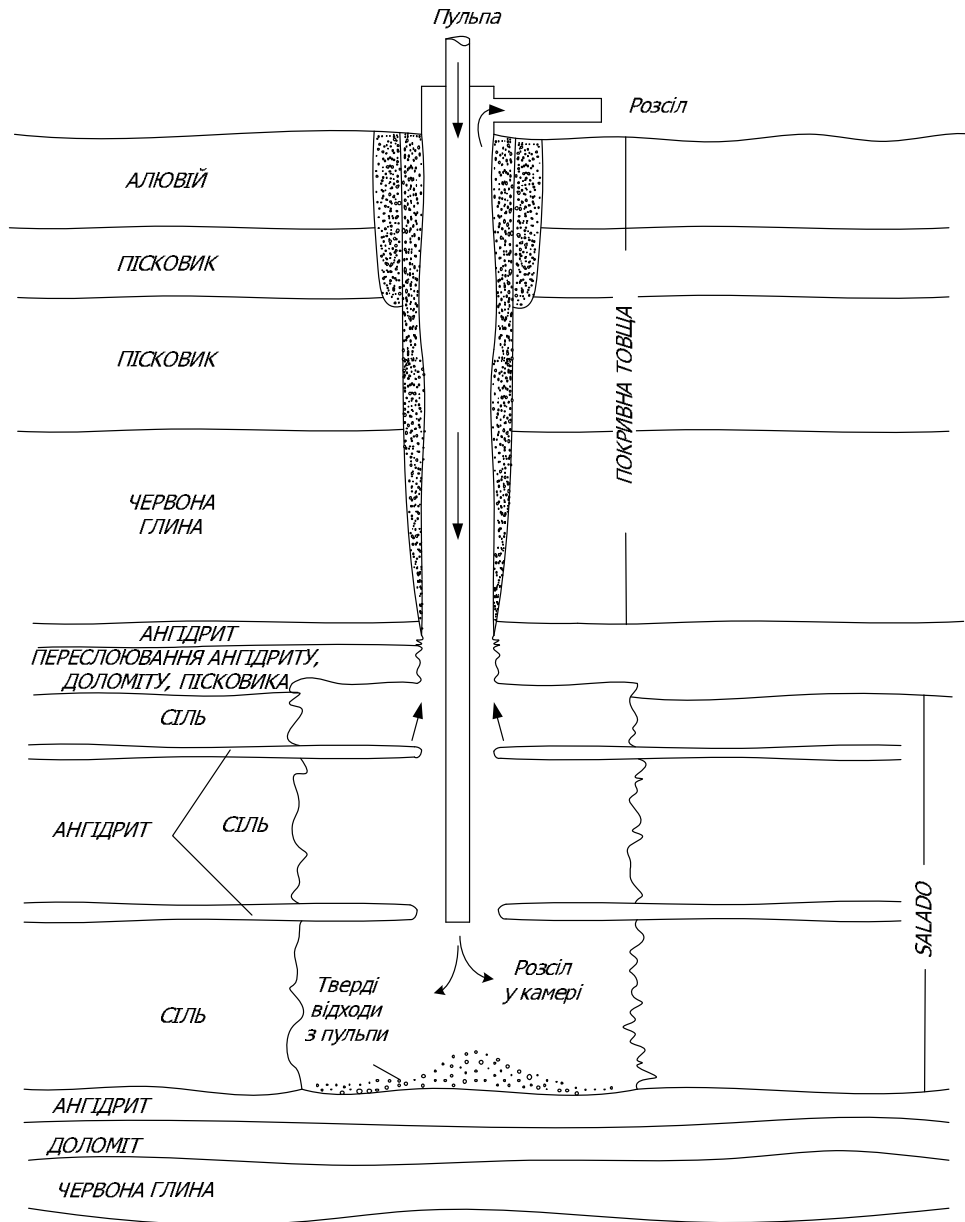 Пульпа
Розсіл
АЛЮВІЙ
ПІСКОВИК
ПІСКОВИК
ПОКРИВНА ТОВЩА
ЧЕРВОНА
ГЛИНА
АНГІДРИТ
ПЕРЕСЛОЮВАННЯ АНГІДРИТУ,
ДОЛОМІТУ, ПІСКОВИКА
СІЛЬ
АНГІДРИТ
СІЛЬ
SALADO
Тверді
відходи
з пульпи
Розсіл
у камері
СІЛЬ
АНГІДРИТ
ДОЛОМІТ
ЧЕРВОНА ГЛИНА